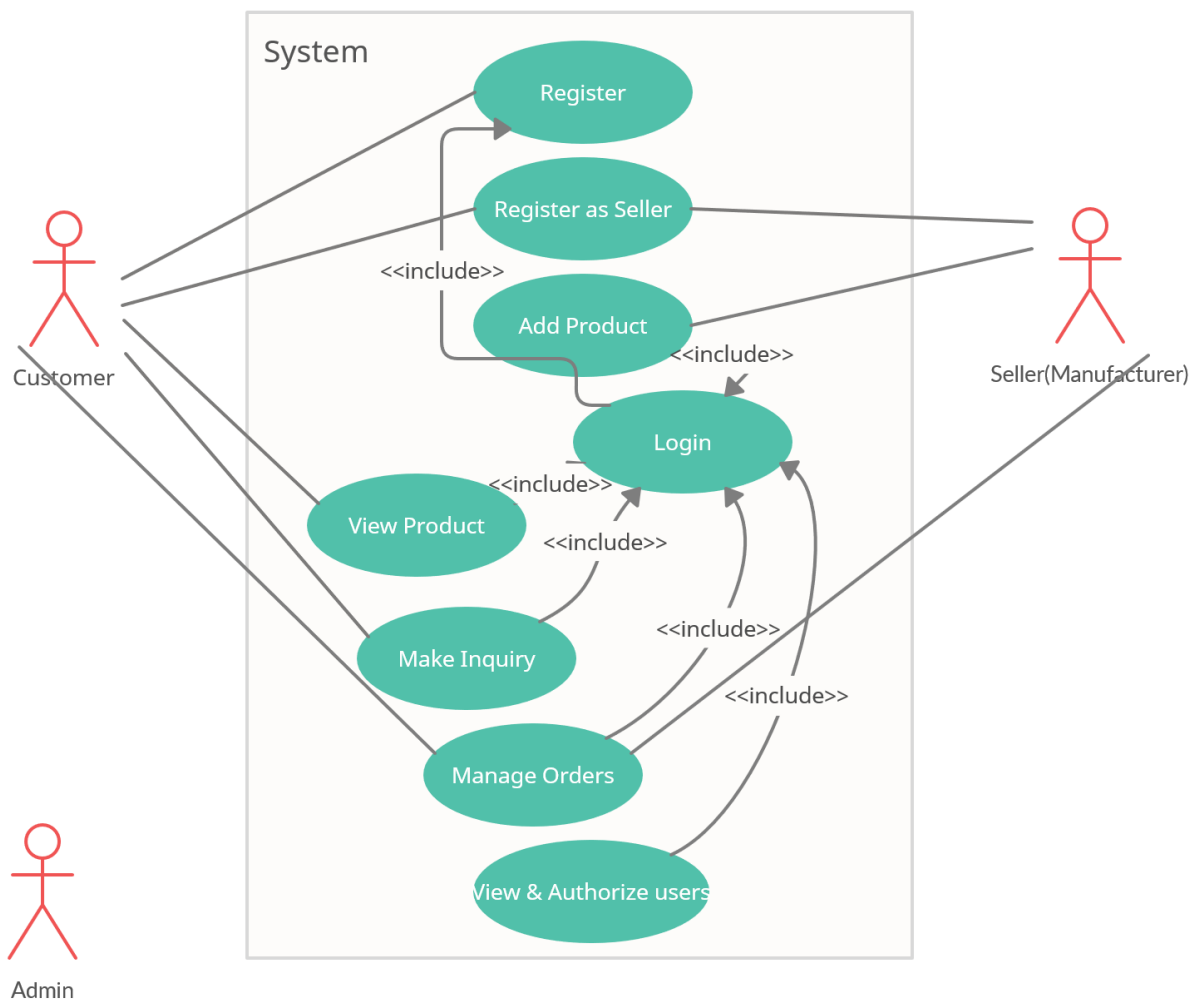 System
Register
Register as Seller
<<include>>
Add Product
<<include>>
Customer
Seller(Manufacturer)
Login
<<include>>
View Product
<<include>>
<<include>>
Make Inquiry
<<include>>
Manage Orders
View & Authorize users
Admin